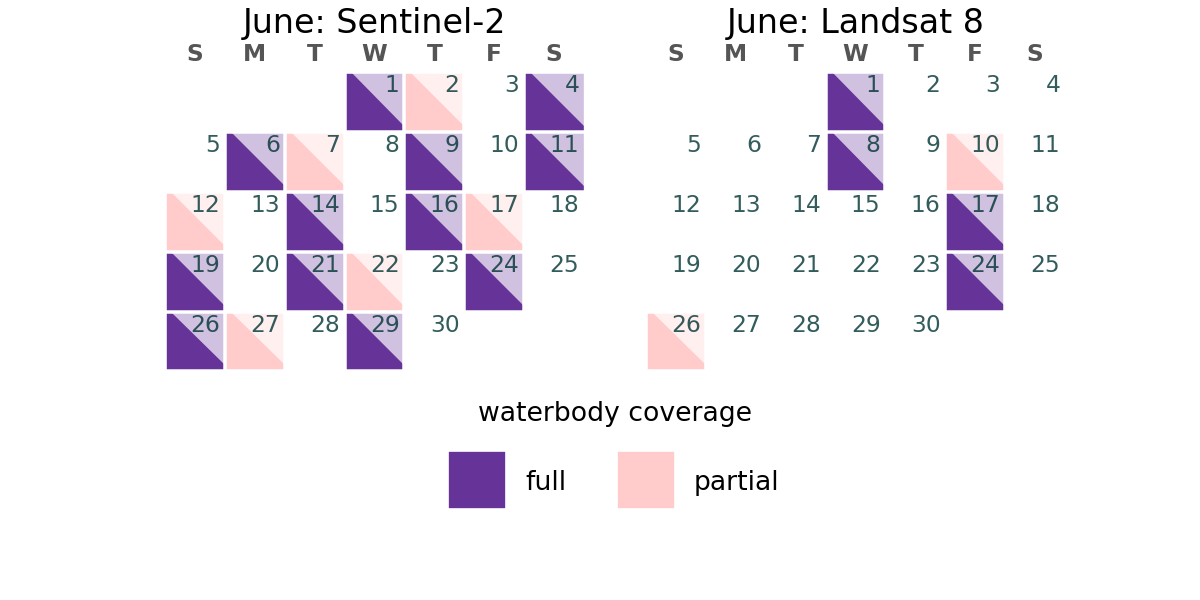 June: Sentinel-2
S M T W T F S
1 2 3 4
5 6 7 8 9 10 11
12 13 14 15 16 17 18
19 20 21 22 23 24 25
26 27 28 29 30
June: Landsat 8
S M T W T F S
1 2 3 4
5 6 7 8 9 10 11
12 13 14 15 16 17 18
19 20 21 22 23 24 25
26 27 28 29 30
waterbody coverage
full partial